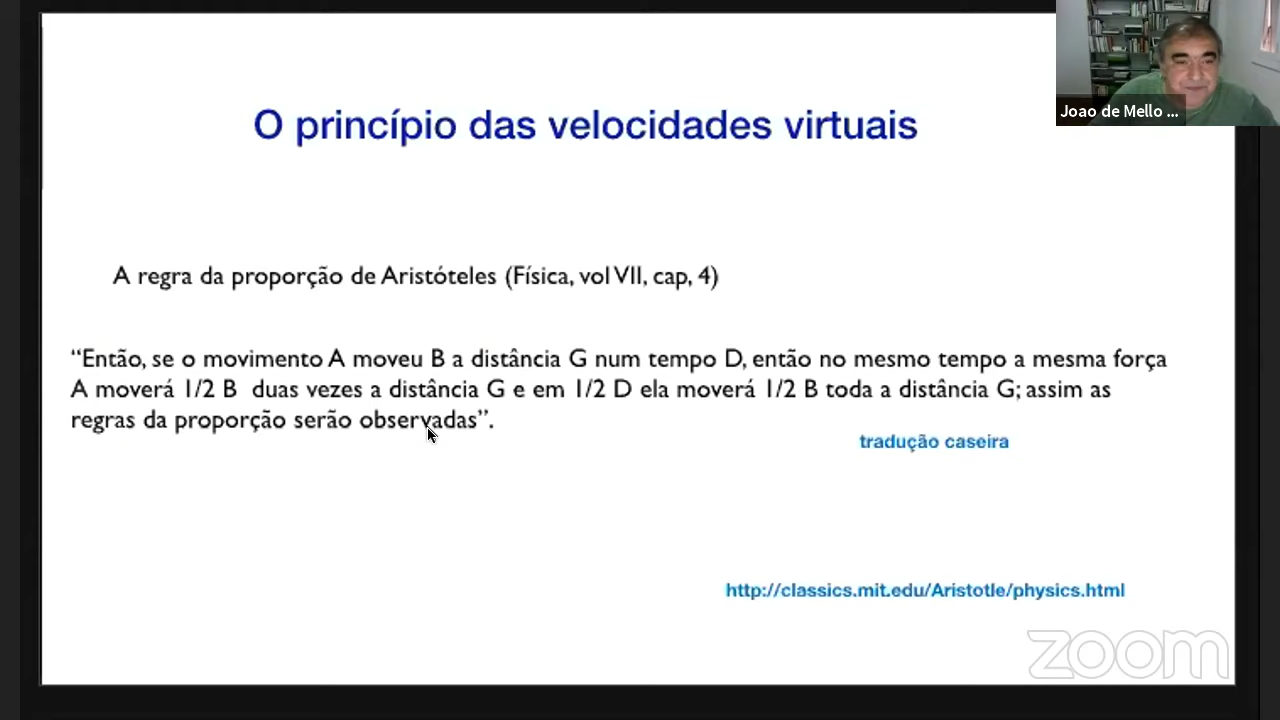 O princípio das velocidades virtuais
Joao de Mello ...
A regra da proporção de Aristóteles (Física, vol VII, cap, 4)
“Então, se o movimento A moveu B a distância G num tempo D, então no mesmo tempo a mesma força
A moverá 1/2 B duas vezes a distância G e em 1/2 D ela moverá 1/2 B toda a distância G; assim as
regras da proporção serão observadas”.
tradução caseira
http://classics.mit.edu/Aristotle/physics.html
zoom